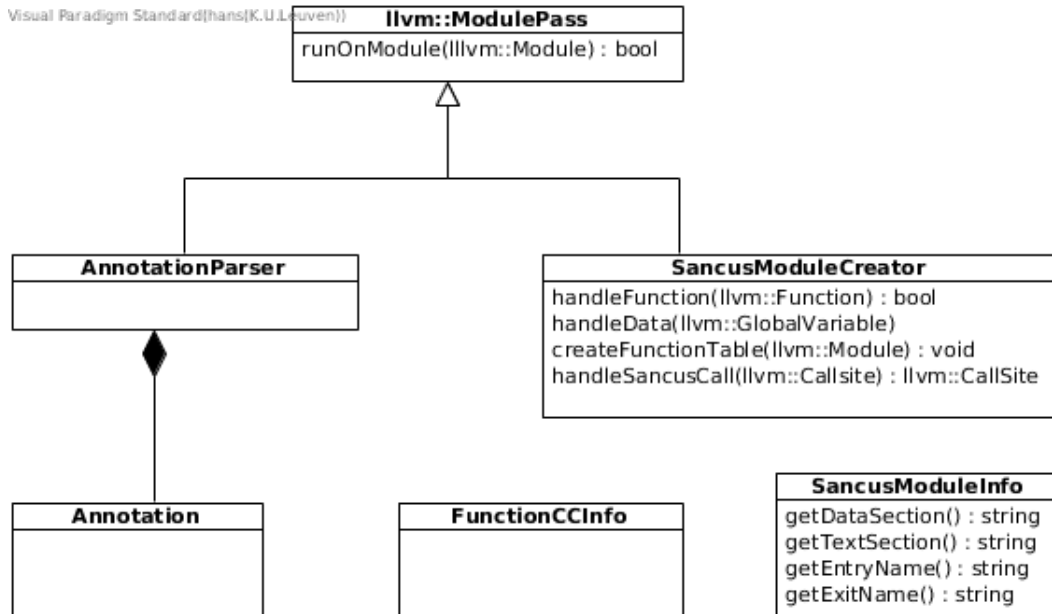 Visual Paradigm Standard(hans(K.U.Leuven))
llvm::ModulePass
runOnModule(lllvm::Module) : bool
AnnotationParser
SancusModuleCreator
handleFunction(llvm::Function) : bool
handleData(llvm::GlobalVariable)
createFunctionTable(llvm::Module) : void
handleSancusCall(llvm::Callsite) : llvm::CallSite
Annotation
FunctionCCInfo
SancusModuleInfo
getDataSection() : string
getTextSection() : string
getEntryName() : string
getExitName() : string